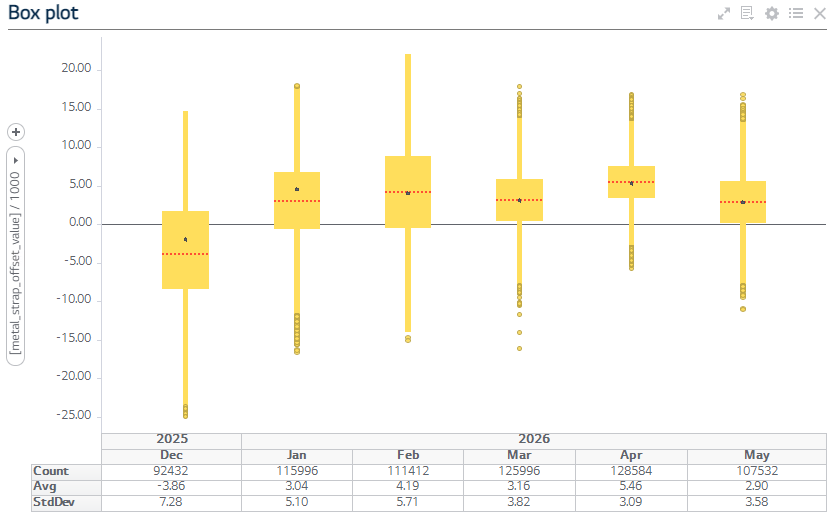 Box plot
20.00
15.00
10.00
5.00
0.00
-5.00
-10.00
-15.00
-20.00
-25.00
[metal_strap_offset_value] / 1000
2025 2026
Dec Jan Feb Mar Apr May
Count 92432 115996 111412 125996 128584 107532
Avg -3.86 3.04 4.19 3.16 5.46 2.90
StdDev 7.28 5.10 5.71 3.82 3.09 3.58